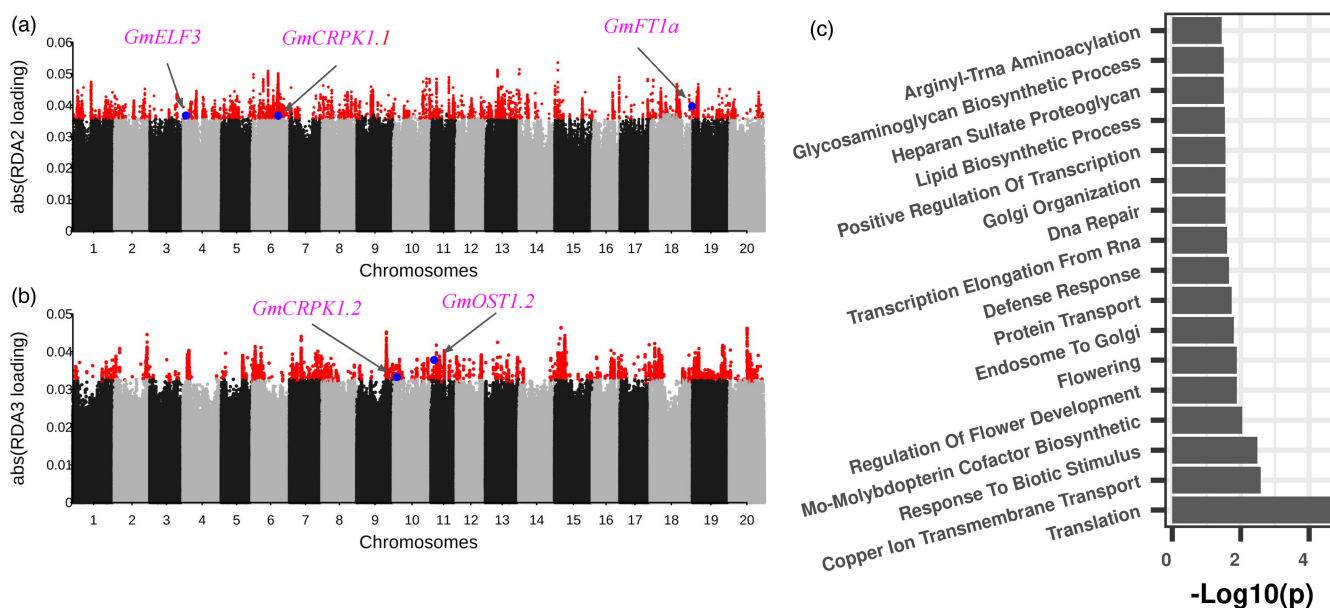 (a)
GmELF3
GmCRPK1.1
GmFT1a
abs(RDA2 loading)
0.06
0.05
0.04
0.03
0.02
0.01
0
1 2 3 4 5 6 7 8 9 10 11 12 13 14 15 16 17 18 19 20
Chromosomes
(b)
GmCRPK1.2
GmOST1.2
abs(RDA3 loading)
0.05
0.04
0.03
0.02
0.01
0
1 2 3 4 5 6 7 8 9 10 11 12 13 14 15 16 17 18 19 20
Chromosomes
(c)
Arginyl-Trna Aminoacylation
Glycosaminoglycan Biosynthetic Process
Heparan Sulfate Proteoglycan
Lipid Biosynthetic Process
Positive Regulation Of Transcription
Golgi Organization
Dna Repair
Transcription Elongation From Rna
Defense Response
Protein Transport
Endosome To Golgi
Flowering
Regulation Of Flower Development
Mo-Molybdopterin Cofactor Biosynthetic
Response To Biotic Stimulus
Copper Ion Transmembrane Transport
Translation
0 2 4
-Log10(p)